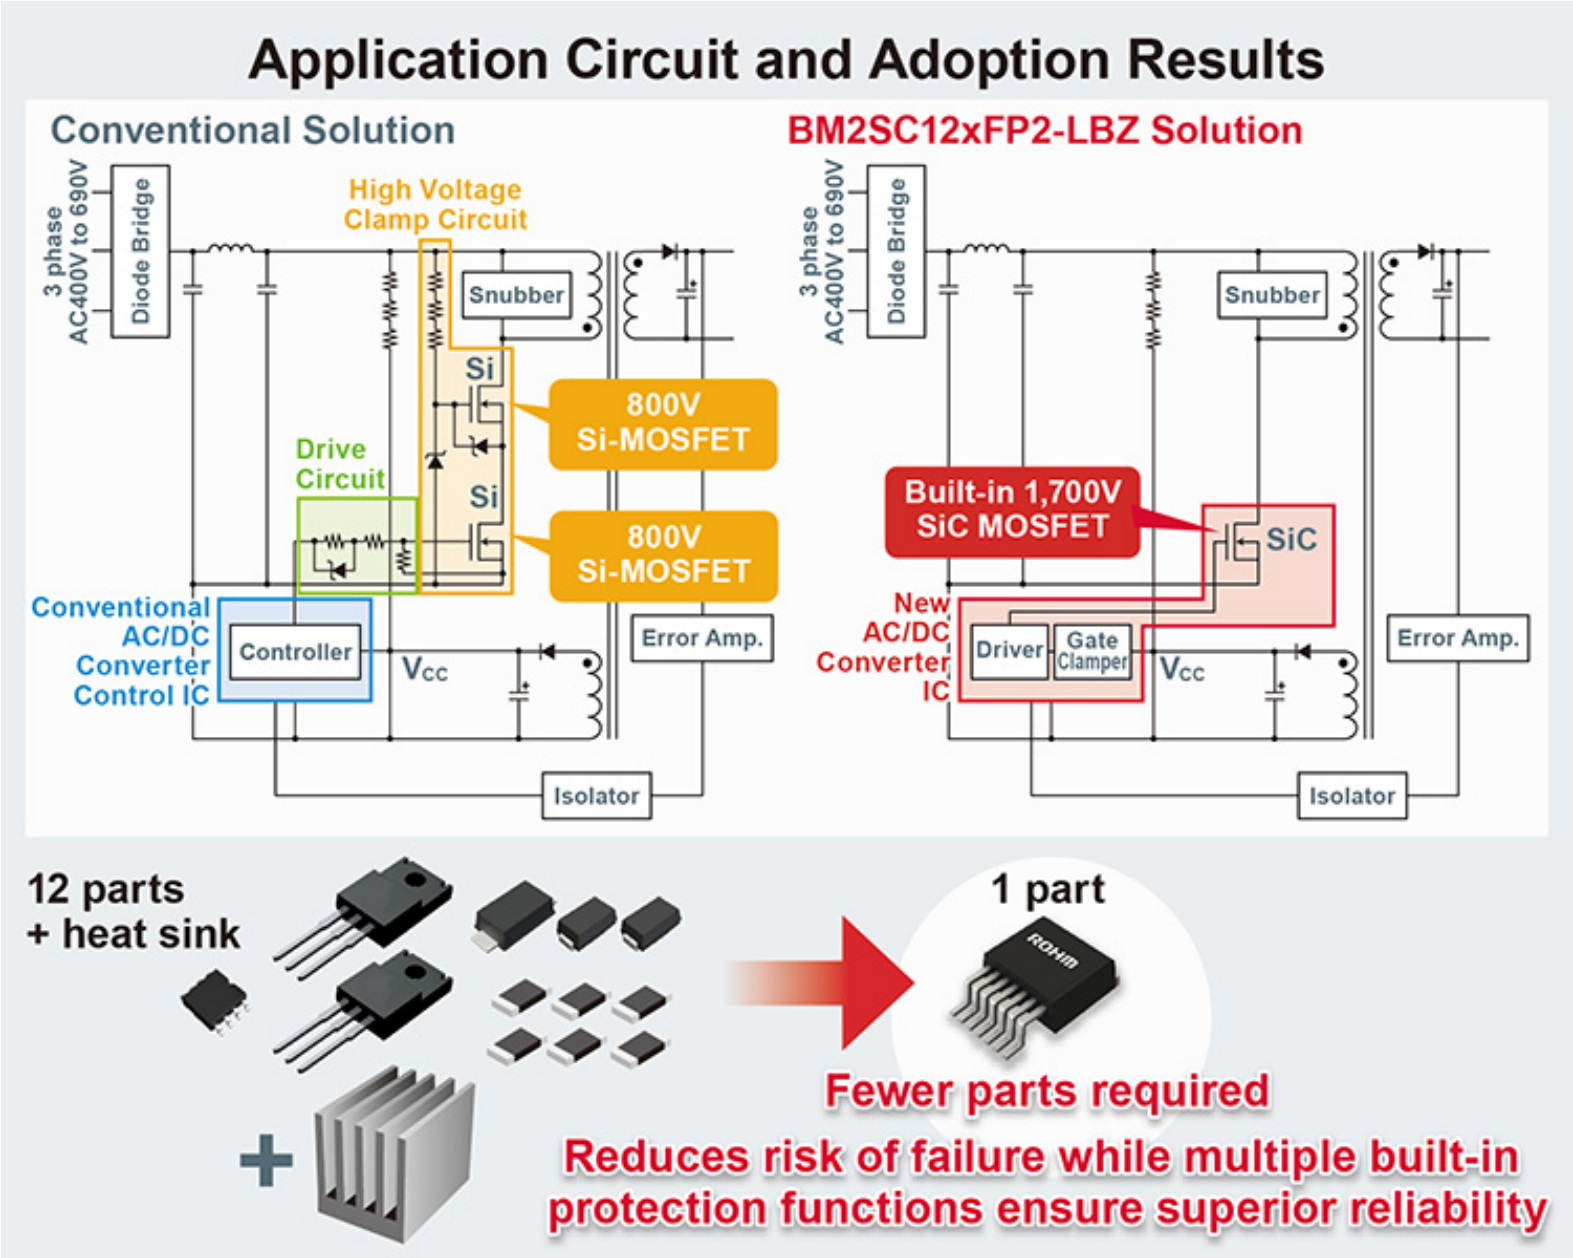 Application Circuit and Adoption Results
Conventional Solution
3 phase
AC400V to 690V
Diode Bridge
High Voltage
Clamp Circuit
Snubber
Si
800V
Si-MOSFET
Drive
Circuit
Si
800V
Si-MOSFET
Conventional
AC/DC
Converter
Control IC
Controller
VCC
Error Amp.
Isolator
BM2SC12xFP2-LBZ Solution
3 phase
AC400V to 690V
Diode Bridge
Snubber
Built-in 1,700V
SiC MOSFET
SiC
New
AC/DC
Converter
IC
Driver
Gate
Clamper
VCC
Error Amp.
Isolator
12 parts
+ heat sink
1 part
ROHM
Fewer parts required
Reduces risk of failure while multiple built-in
protection functions ensure superior reliability